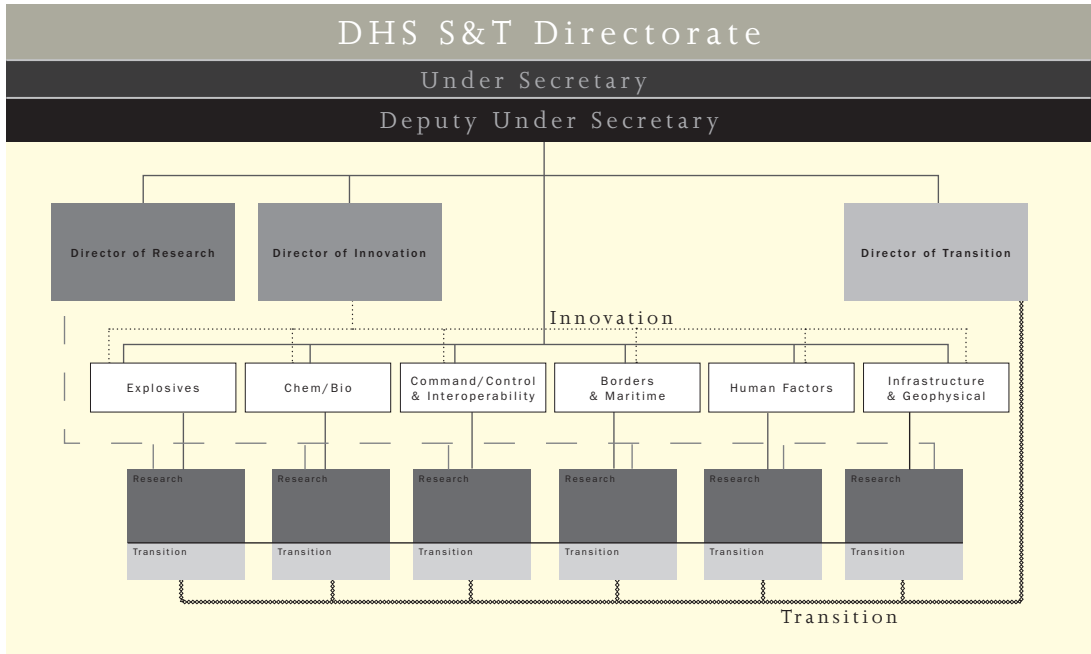 DHS S&T Directorate
Under Secretary
Deputy Under Secretary
Director of Research
Director of Innovation
Director of Transition
Innovation
Explosives
Chem/Bio
Command/Control
& Interoperability
Borders
& Maritime
Human Factors
Infrastructure
& Geophysical
Research
Research
Research
Research
Research
Research
Transition
Transition
Transition
Transition
Transition
Transition
Transition